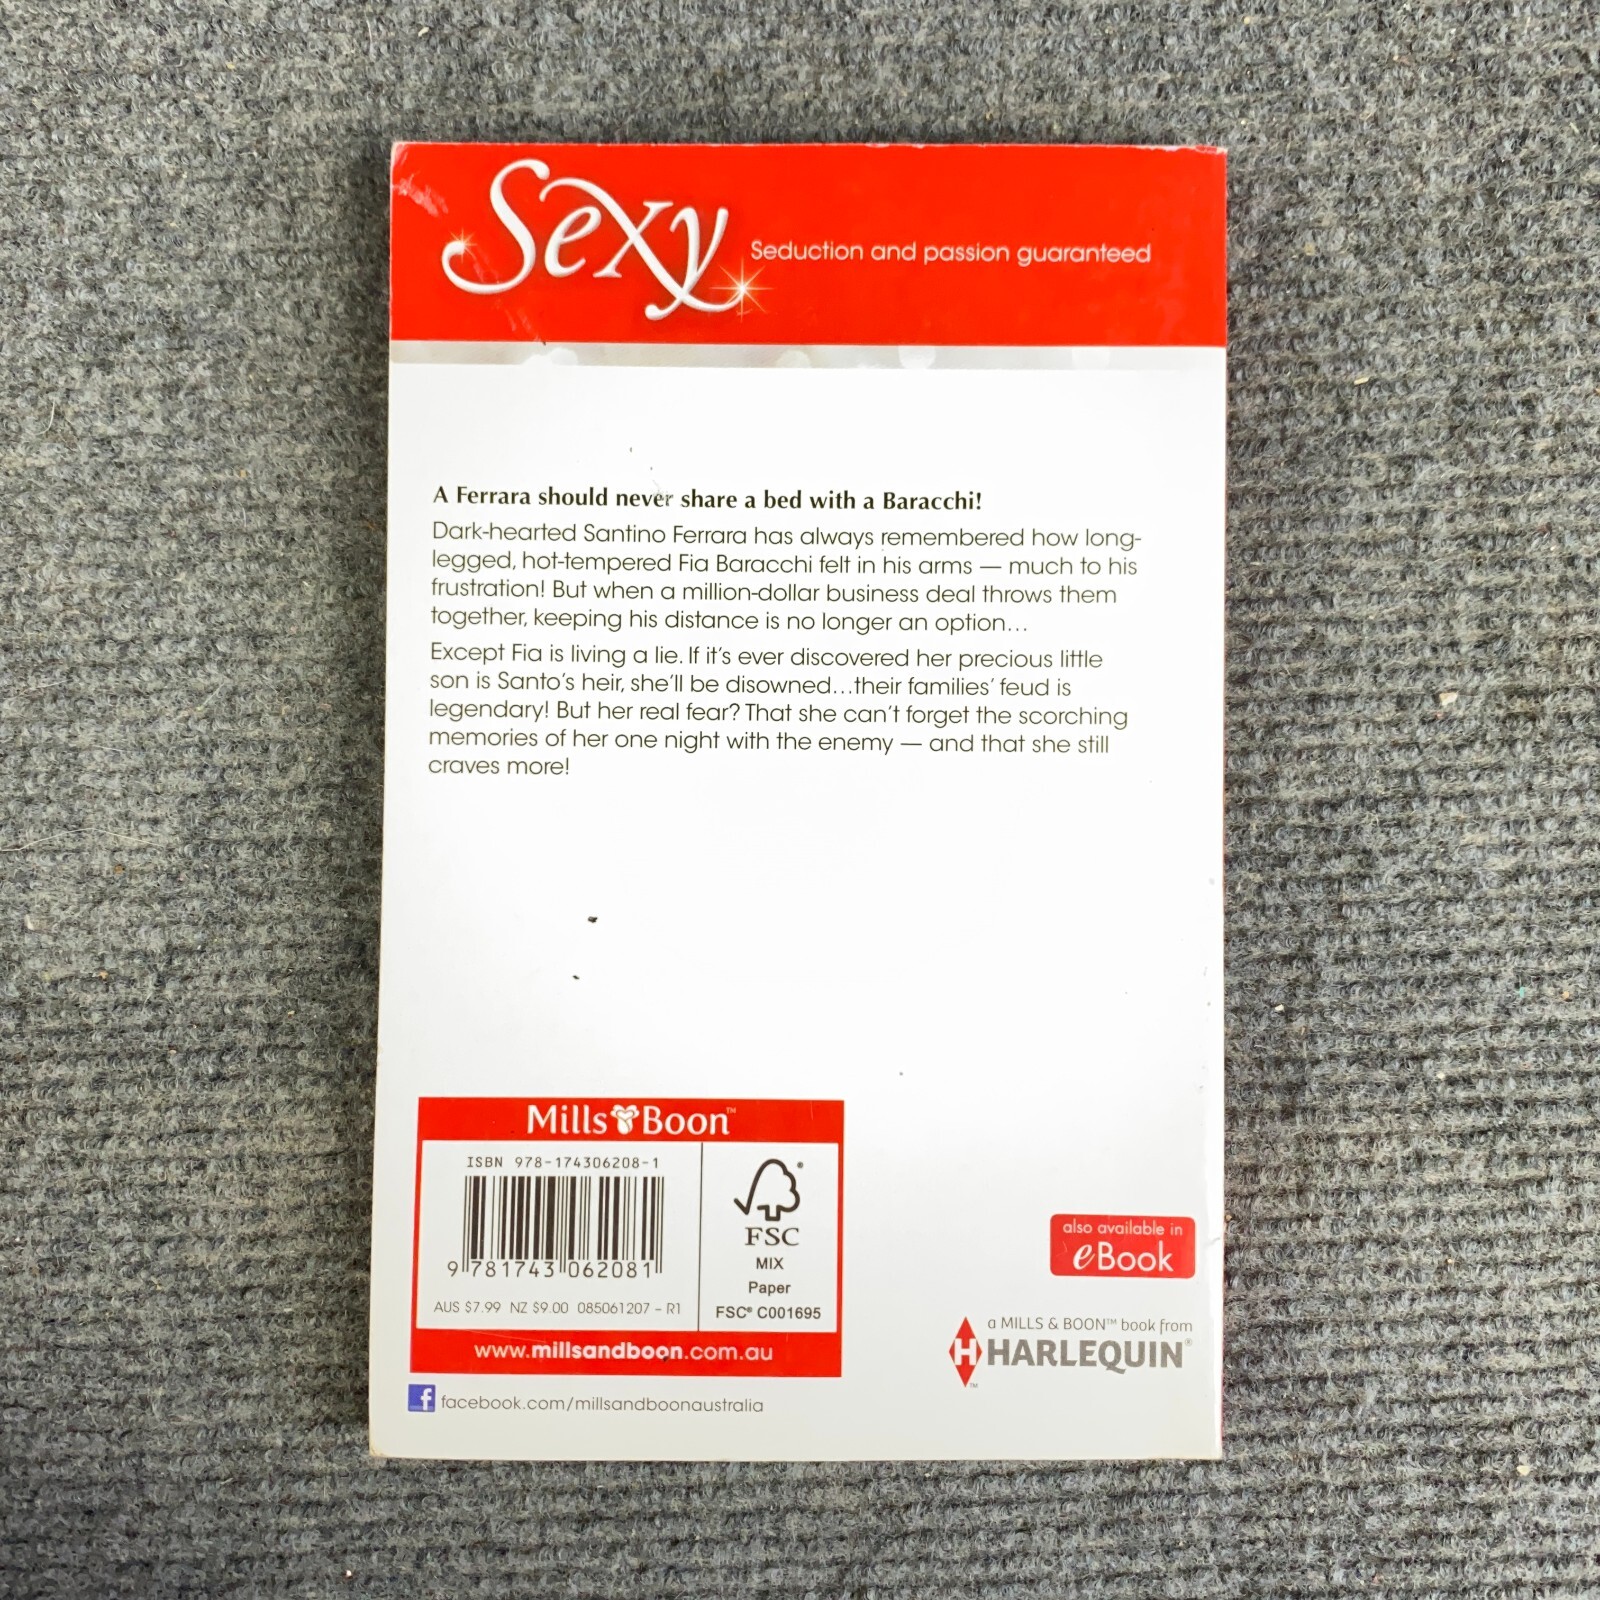 Sexy Seduction and passion guaranteed
A Ferrara should never share a bed with a Baracchi!
Dark-hearted Santino Ferrara has always remembered how long-
legged, hot-tempered Fia Baracchi felt in his arms — much to his
frustration! But when a million-dollar business deal throws them
together, keeping his distance is no longer an option...
Except Fia is living a lie. If it's ever discovered her precious little
son is Santo's heir, she'll be disowned...their families' feud is
legendary! But her real fear? That she can't forget the scorching
memories of her one night with the enemy — and that she still
craves more!
Mills & Boon™
ISBN 978-174306208-1
9 781743 062081
AUS $7.99 NZ $9.00 085061207 – R1
FSC®
MIX
Paper
FSC® C001695
www.millsandboon.com.au
f facebook.com/millsandboonaustralia
also available in
eBook
a MILLS & BOON™ book from
H HARLEQUIN®
™